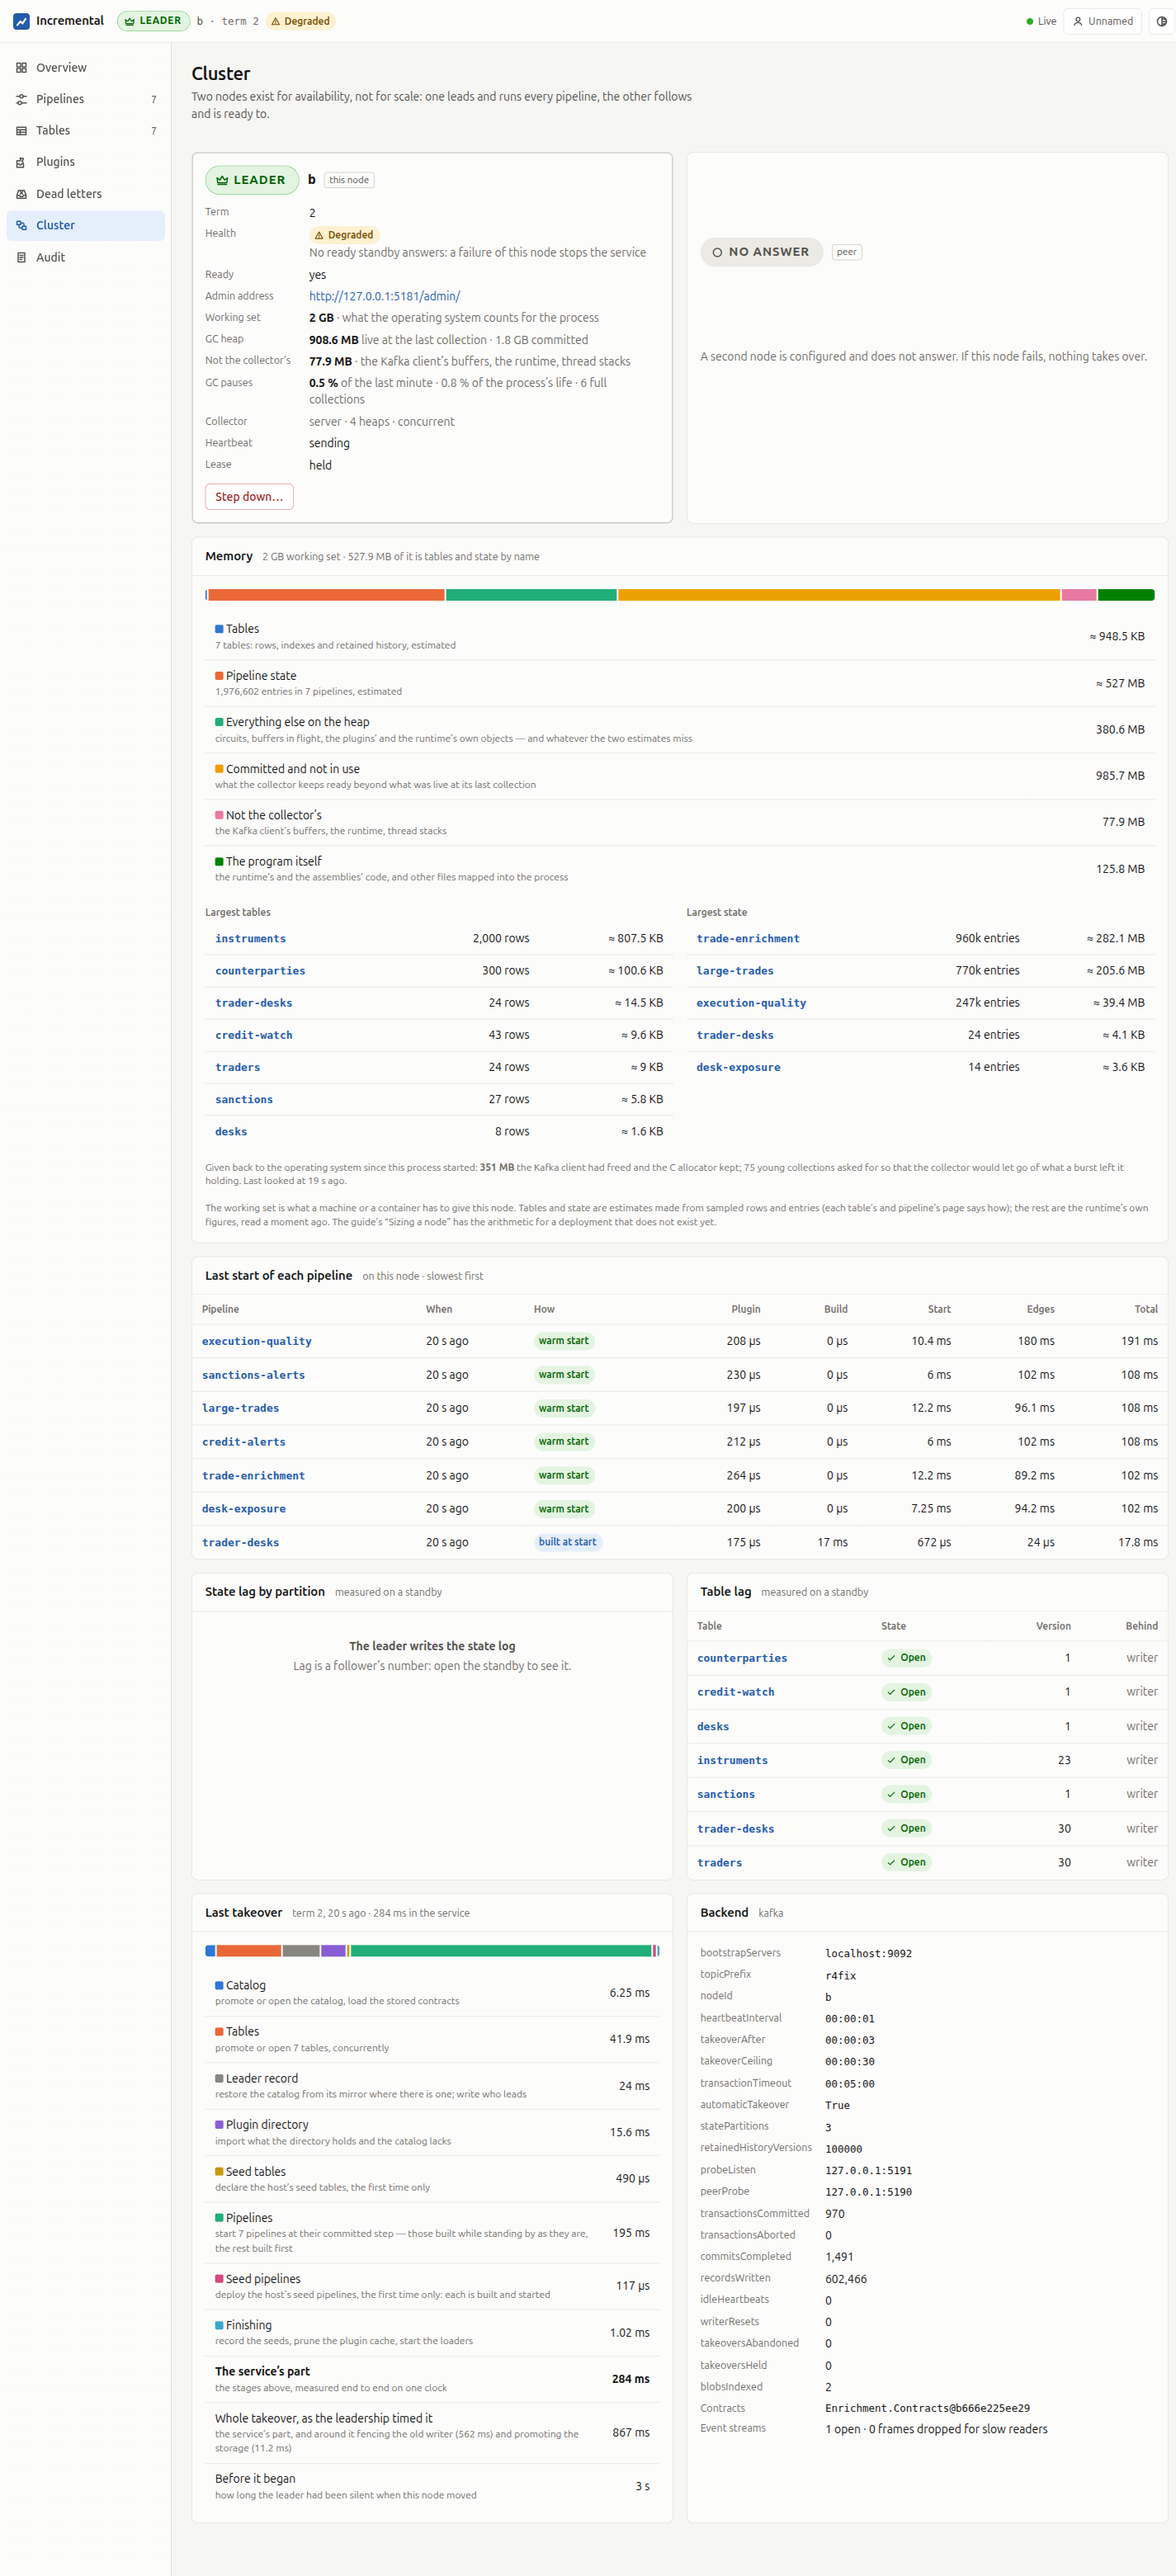 Incremental
LEADER b · term 2 Degraded
Live Unnamed
Overview
Pipelines 7
Tables 7
Plugins
Dead letters
Cluster
Audit
Cluster
Two nodes exist for availability, not for scale: one leads and runs every pipeline, the other follows
and is ready to.
LEADER b this node
Term 2
Health Degraded
No ready standby answers: a failure of this node stops the service
Ready yes
Admin address http://127.0.0.1:5181/admin/
Working set 2 GB · what the operating system counts for the process
GC heap 908.6 MB live at the last collection · 1.8 GB committed
Not the collector's 77.9 MB · the Kafka client's buffers, the runtime, thread stacks
GC pauses 0.5 % of the last minute · 0.8 % of the process's life · 6 full
collections
Collector server · 4 heaps · concurrent
Heartbeat sending
Lease held
Step down…
NO ANSWER peer
A second node is configured and does not answer. If this node fails, nothing takes over.
Memory 2 GB working set · 527.9 MB of it is tables and state by name
Tables
7 tables: rows, indexes and retained history, estimated
≈ 948.5 KB
Pipeline state
1,976,602 entries in 7 pipelines, estimated
≈ 527 MB
Everything else on the heap
circuits, buffers in flight, the plugins' and the runtime's own objects — and whatever the two estimates miss
380.6 MB
Committed and not in use
what the collector keeps ready beyond what was live at its last collection
985.7 MB
Not the collector's
the Kafka client's buffers, the runtime, thread stacks
77.9 MB
The program itself
the runtime's and the assemblies' code, and other files mapped into the process
125.8 MB
Largest tables
instruments 2,000 rows ≈ 807.5 KB
counterparties 300 rows ≈ 100.6 KB
trader-desks 24 rows ≈ 14.5 KB
credit-watch 43 rows ≈ 9.6 KB
traders 24 rows ≈ 9 KB
sanctions 27 rows ≈ 5.8 KB
desks 8 rows ≈ 1.6 KB
Largest state
trade-enrichment 960k entries ≈ 282.1 MB
large-trades 770k entries ≈ 205.6 MB
execution-quality 247k entries ≈ 39.4 MB
trader-desks 24 entries ≈ 4.1 KB
desk-exposure 14 entries ≈ 3.6 KB
Given back to the operating system since this process started: 351 MB the Kafka client had freed and the C allocator kept; 75 young collections asked for so that the collector would let go of what a burst left it
holding. Last looked at 19 s ago.
The working set is what a machine or a container has to give this node. Tables and state are estimates made from sampled rows and entries (each table's and pipeline's page says how); the rest are the runtime's own
figures, read a moment ago. The guide's “Sizing a node” has the arithmetic for a deployment that does not exist yet.
Last start of each pipeline on this node · slowest first
Pipeline When How Plugin Build Start Edges Total
execution-quality 20 s ago warm start 208 µs 0 µs 10.4 ms 180 ms 191 ms
sanctions-alerts 20 s ago warm start 230 µs 0 µs 6 ms 102 ms 108 ms
large-trades 20 s ago warm start 197 µs 0 µs 12.2 ms 96.1 ms 108 ms
credit-alerts 20 s ago warm start 212 µs 0 µs 6 ms 102 ms 108 ms
trade-enrichment 20 s ago warm start 264 µs 0 µs 12.2 ms 89.2 ms 102 ms
desk-exposure 20 s ago warm start 200 µs 0 µs 7.25 ms 94.2 ms 102 ms
trader-desks 20 s ago built at start 175 µs 17 ms 672 µs 24 µs 17.8 ms
State lag by partition measured on a standby
The leader writes the state log
Lag is a follower's number: open the standby to see it.
Table lag measured on a standby
Table State Version Behind
counterparties Open 1 writer
credit-watch Open 1 writer
desks Open 1 writer
instruments Open 23 writer
sanctions Open 1 writer
trader-desks Open 30 writer
traders Open 30 writer
Last takeover term 2, 20 s ago · 284 ms in the service
Catalog
promote or open the catalog, load the stored contracts
6.25 ms
Tables
promote or open 7 tables, concurrently
41.9 ms
Leader record
restore the catalog from its mirror where there is one; write who leads
24 ms
Plugin directory
import what the directory holds and the catalog lacks
15.6 ms
Seed tables
declare the host's seed tables, the first time only
490 µs
Pipelines
start 7 pipelines at their committed step — those built while standing by as they are,
the rest built first
195 ms
Seed pipelines
deploy the host's seed pipelines, the first time only: each is built and started
117 µs
Finishing
record the seeds, prune the plugin cache, start the loaders
1.02 ms
The service's part
the stages above, measured end to end on one clock
284 ms
Whole takeover, as the leadership timed it
the service's part, and around it fencing the old writer (562 ms) and promoting the
storage (11.2 ms)
867 ms
Before it began
how long the leader had been silent when this node moved
3 s
Backend kafka
bootstrapServers localhost:9092
topicPrefix r4fix
nodeId b
heartbeatInterval 00:00:01
takeoverAfter 00:00:03
takeoverCeiling 00:00:30
transactionTimeout 00:05:00
automaticTakeover True
statePartitions 3
retainedHistoryVersions 100000
probeListen 127.0.0.1:5191
peerProbe 127.0.0.1:5190
transactionsCommitted 970
transactionsAborted 0
commitsCompleted 1,491
recordsWritten 602,466
idleHeartbeats 0
writerResets 0
takeoversAbandoned 0
takeoversHeld 0
blobsIndexed 2
Contracts Enrichment.Contracts@b666e225ee29
Event streams 1 open · 0 frames dropped for slow readers